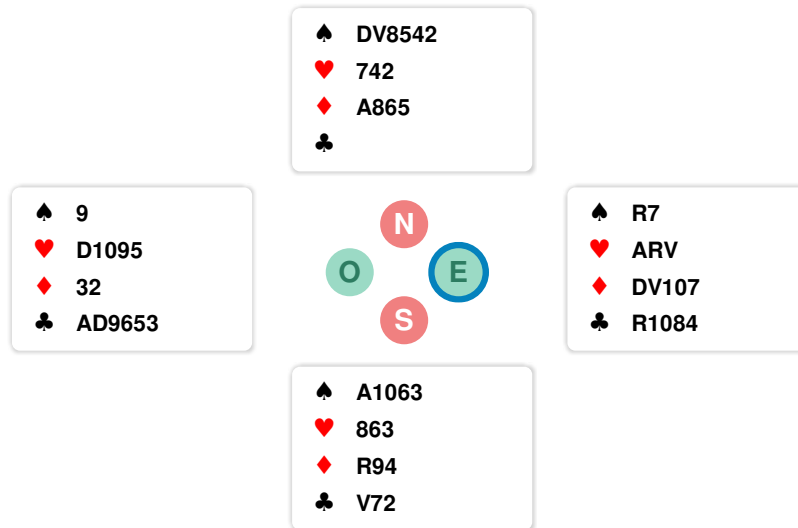 ♠ DV8542
♥ 742
♦ A865
♣
♠ 9
♥ D1095
♦ 32
♣ AD9653
N
O
E
S
♠ R7
♥ ARV
♦ DV107
♣ R1084
♠ A1063
♥ 863
♦ R94
♣ V72